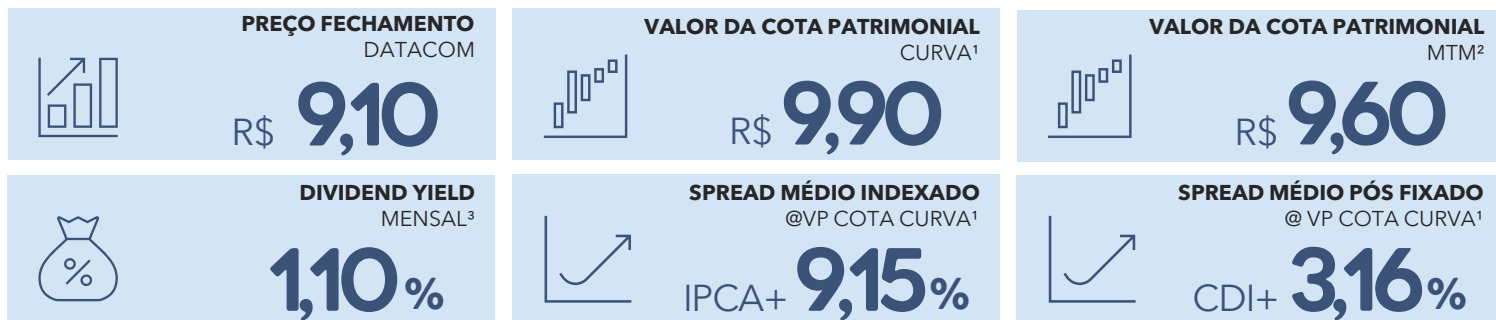 PREÇO FECHAMENTO
DATACOM
R$ 9,10
VALOR DA COTA PATRIMONIAL
CURVA¹
R$ 9,90
VALOR DA COTA PATRIMONIAL
MTM²
R$ 9,60
DIVIDEND YIELD
MENSAL³
%
1,10%
SPREAD MÉDIO INDEXADO
@VP COTA CURVA¹
IPCA+ 9,15%
SPREAD MÉDIO PÓS FIXADO
@ VP COTA CURVA¹
CDI+ 3,16%